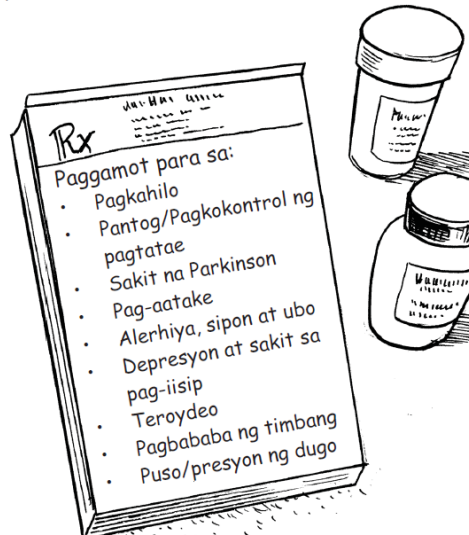 Rx
Paggamot para sa:
• Pagkahilo
• Pantog/Pagkokontrol ng
pagtatae
• Sakit na Parkinson
• Pag-aatake
• Alerhiya, sipon at ubo
• Depresyon at sakit sa
pag-iisip
• Teroydeo
• Pagbababa ng timbang
• Puso/presyon ng dugo